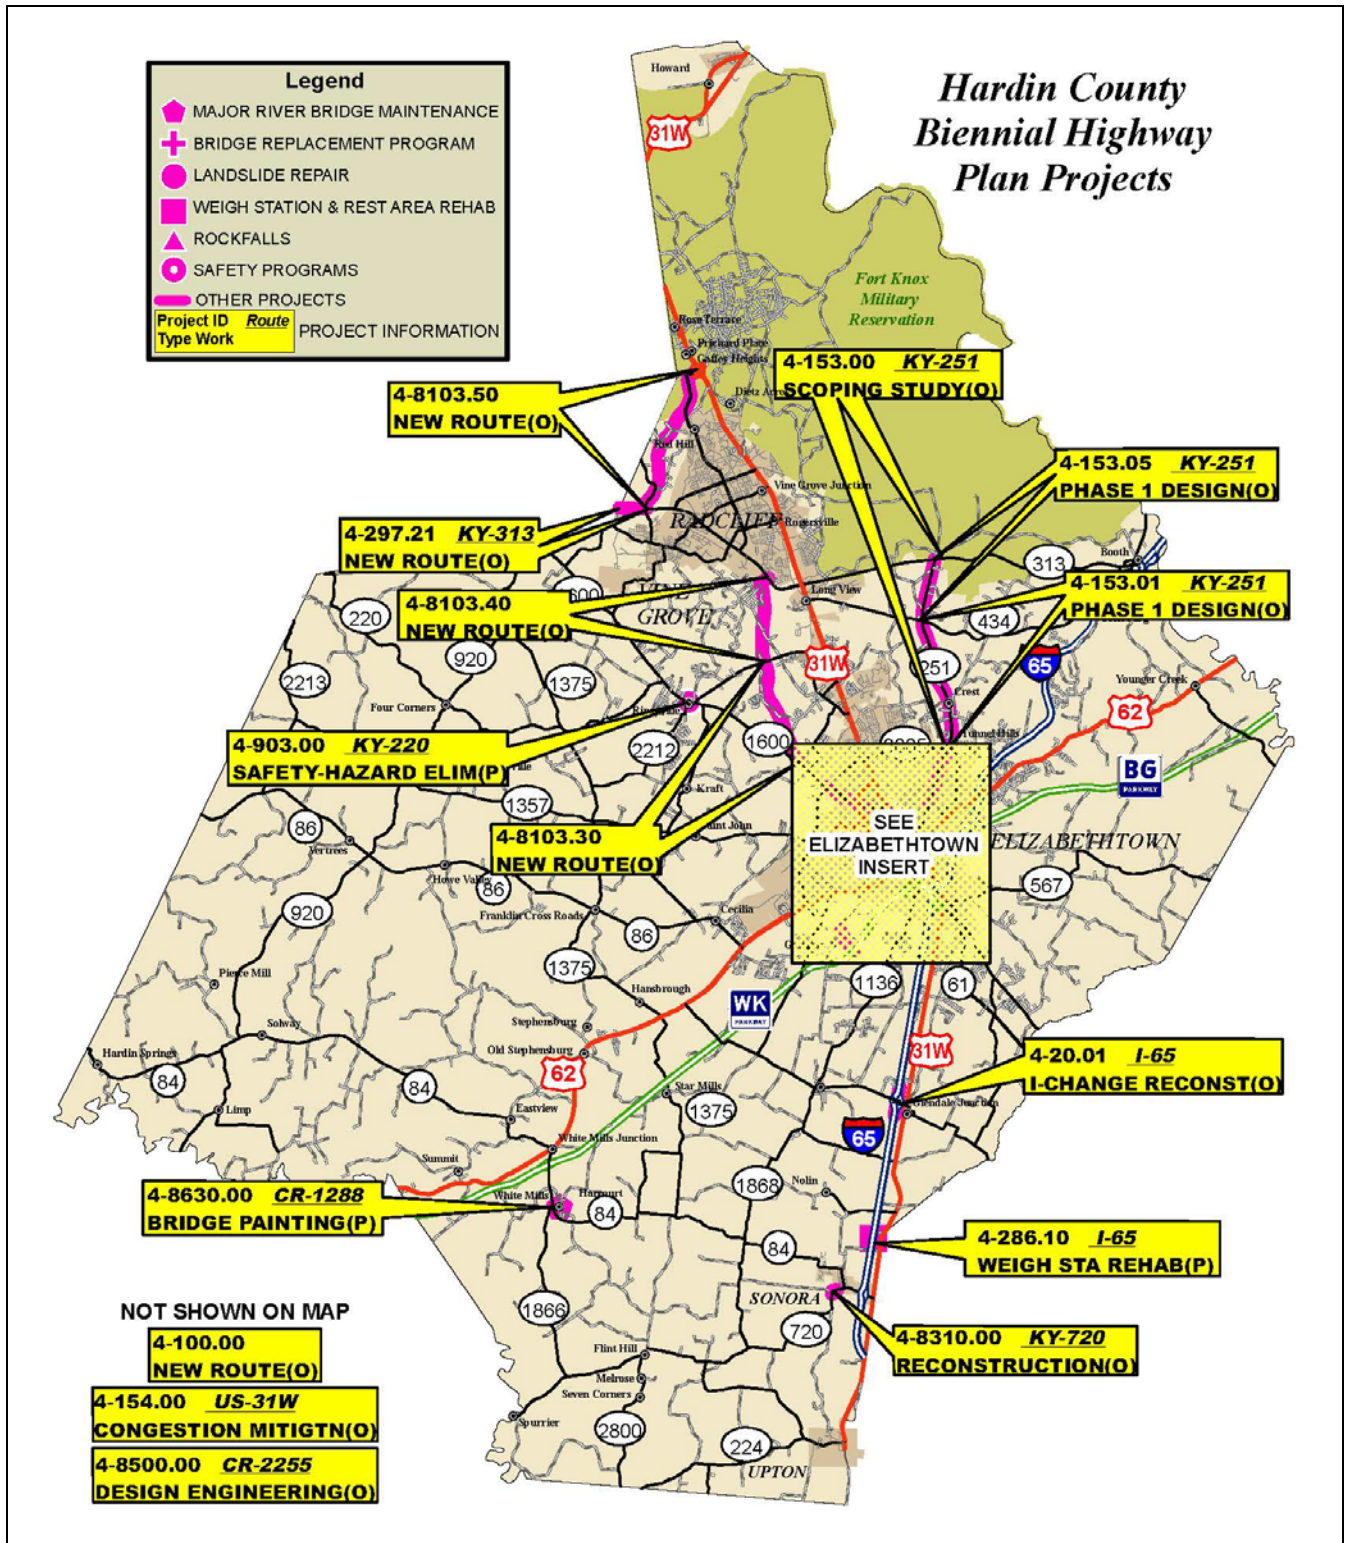 Hardin County
Biennial Highway
Plan Projects
Legend
MAJOR RIVER BRIDGE MAINTENANCE
BRIDGE REPLACEMENT PROGRAM
LANDSLIDE REPAIR
WEIGH STATION & REST AREA REHAB
ROCKFALLS
SAFETY PROGRAMS
OTHER PROJECTS
Project ID Route
Type Work
PROJECT INFORMATION
Howard
31W
Fort Knox
Military
Reservation
Rose Terrace
Prichard Place
Gaffey Heights
4-153.00 KY-251
SCOPING STUDY(O)
4-8103.50
NEW ROUTE(O)
Red Hill
4-153.05 KY-251
PHASE 1 DESIGN(O)
Vine Grove Junction
RADCLIFF
Rogersville
4-297.21 KY-313
NEW ROUTE(O)
313
Booth
4-153.01 KY-251
PHASE 1 DESIGN(O)
4-8103.40
NEW ROUTE(O)
VINE
GROVE
Long View
220
434
920
31W
251
65
2213
1375
Younger Creek
Four Corners
Crest
62
4-903.00 KY-220
SAFETY-HAZARD ELIM(P)
2212
1600
Tunnel Hills
BG
PARKWAY
1357
Kraft
86
Vertrees
4-8103.30
NEW ROUTE(O)
SEE
ELIZABETHTOWN
INSERT
ELIZABETHTOWN
Howe Valley
86
567
920
Franklin Cross Roads
Cecilia
86
1375
Pierce Mill
1136
61
Hansbrough
WK
PARKWAY
Solway
Stephensburg
Hardin Springs
Old Stephensburg
31W
4-20.01 I-65
I-CHANGE RECONST(O)
84
62
84
Star Mills
Limp
1375
Glendale Junction
Eastview
65
White Mills Junction
Summit
4-8630.00 CR-1288
BRIDGE PAINTING(P)
White Mills
Harcourt
84
1868
Nolin
84
4-286.10 I-65
WEIGH STA REHAB(P)
SONORA
1866
720
4-8310.00 KY-720
RECONSTRUCTION(O)
NOT SHOWN ON MAP
4-100.00
NEW ROUTE(O)
Flint Hill
Melrose
Seven Corners
4-154.00 US-31W
CONGESTION MITIGTN(O)
Spurrier
2800
224
4-8500.00 CR-2255
DESIGN ENGINEERING(O)
UPTON